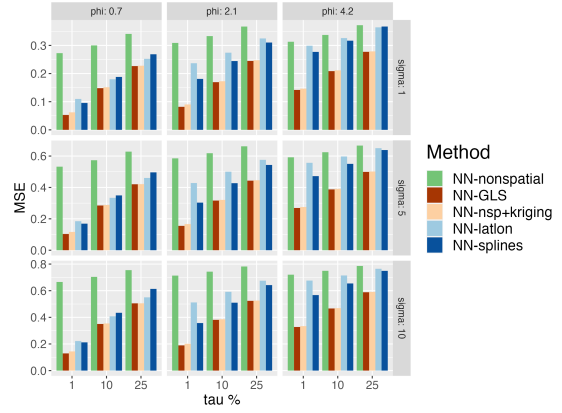 phi: 0.7
phi: 2.1
phi: 4.2
0.3
0.2
0.1
0.0
sigma: 1
0.6
0.4
0.2
0.0
sigma: 5
0.8
0.6
0.4
0.2
0.0
sigma: 10
MSE
1 10 25
1 10 25
1 10 25
tau %
Method
NN-nonspatial
NN-GLS
NN-nsp+kriging
NN-latlon
NN-splines